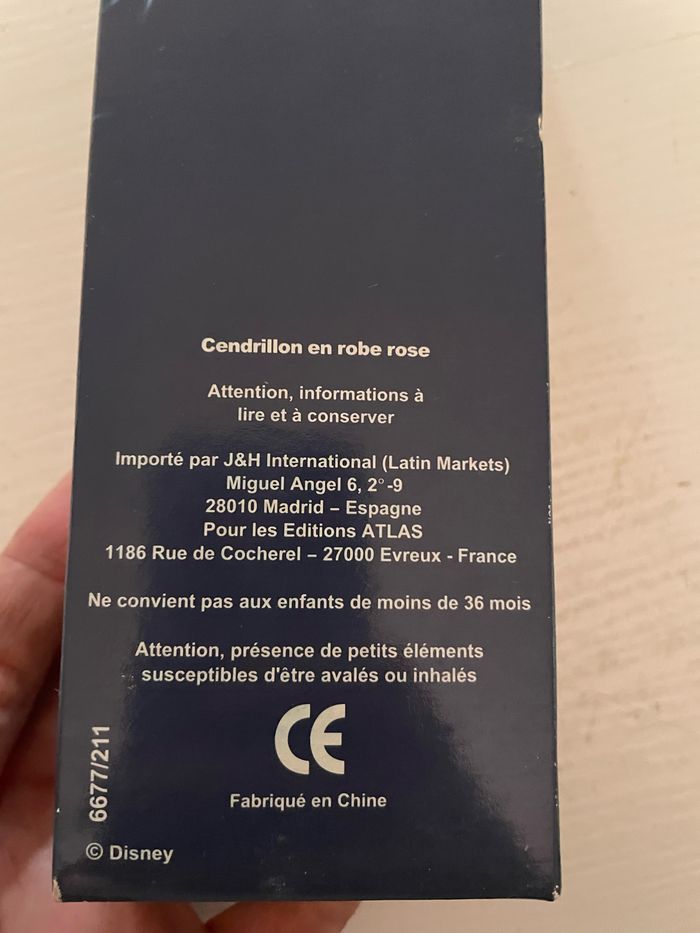 Cendrillon en robe rose
Attention, informations à
lire et à conserver
Importé par J&H International (Latin Markets)
Miguel Angel 6, 2°-9
28010 Madrid – Espagne
Pour les Editions ATLAS
1186 Rue de Cocherel – 27000 Evreux - France
Ne convient pas aux enfants de moins de 36 mois
Attention, présence de petits éléments
susceptibles d'être avalés ou inhalés
CE
Fabriqué en Chine
6677/211
© Disney